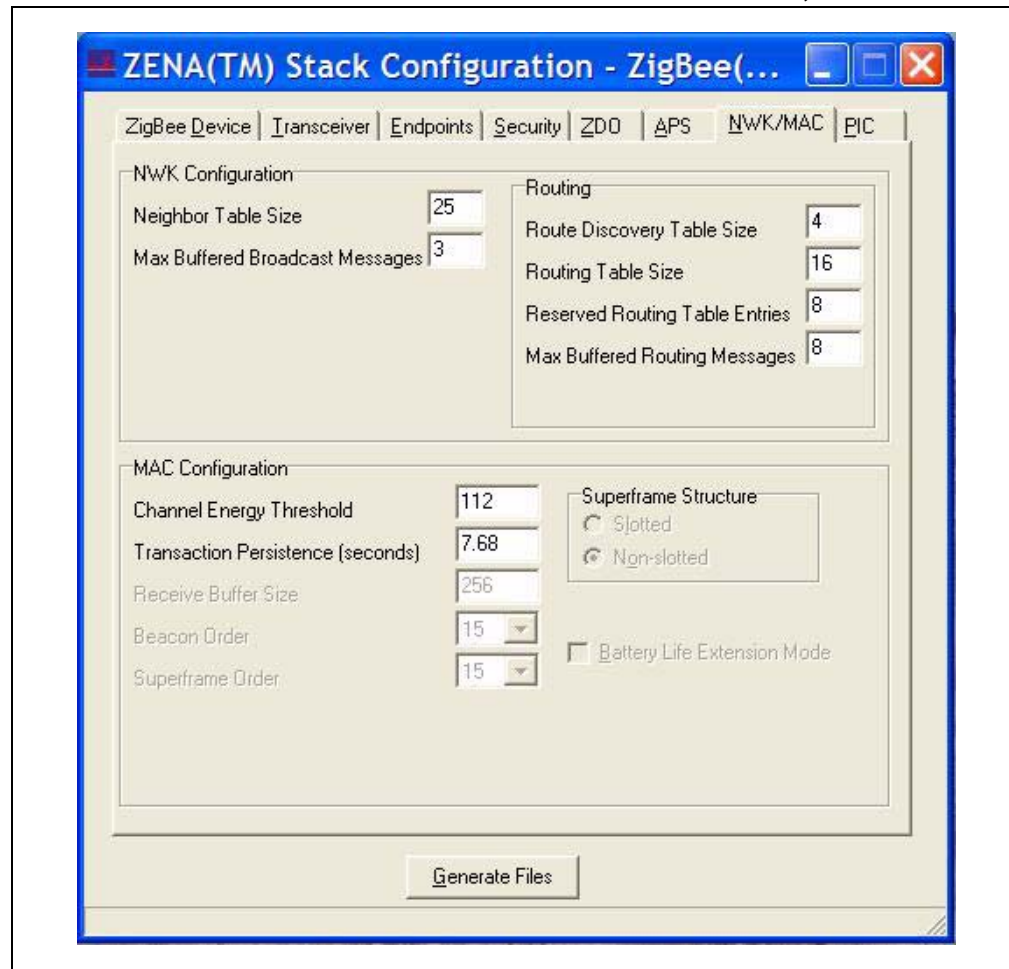 ZENA(TM) Stack Configuration - ZigBee(...
ZigBee Device Transceiver Endpoints Security ZDO APS NWK/MAC PIC
NWK Configuration
Neighbor Table Size 25
Max Buffered Broadcast Messages 3
Routing
Route Discovery Table Size 4
Routing Table Size 16
Reserved Routing Table Entries 8
Max Buffered Routing Messages 8
MAC Configuration
Channel Energy Threshold 112
Transaction Persistence (seconds) 7.68
Receive Buffer Size 256
Beacon Order 15
Superframe Order 15
Superframe Structure
Slotted
Non-slotted
Battery Life Extension Mode
Generate Files